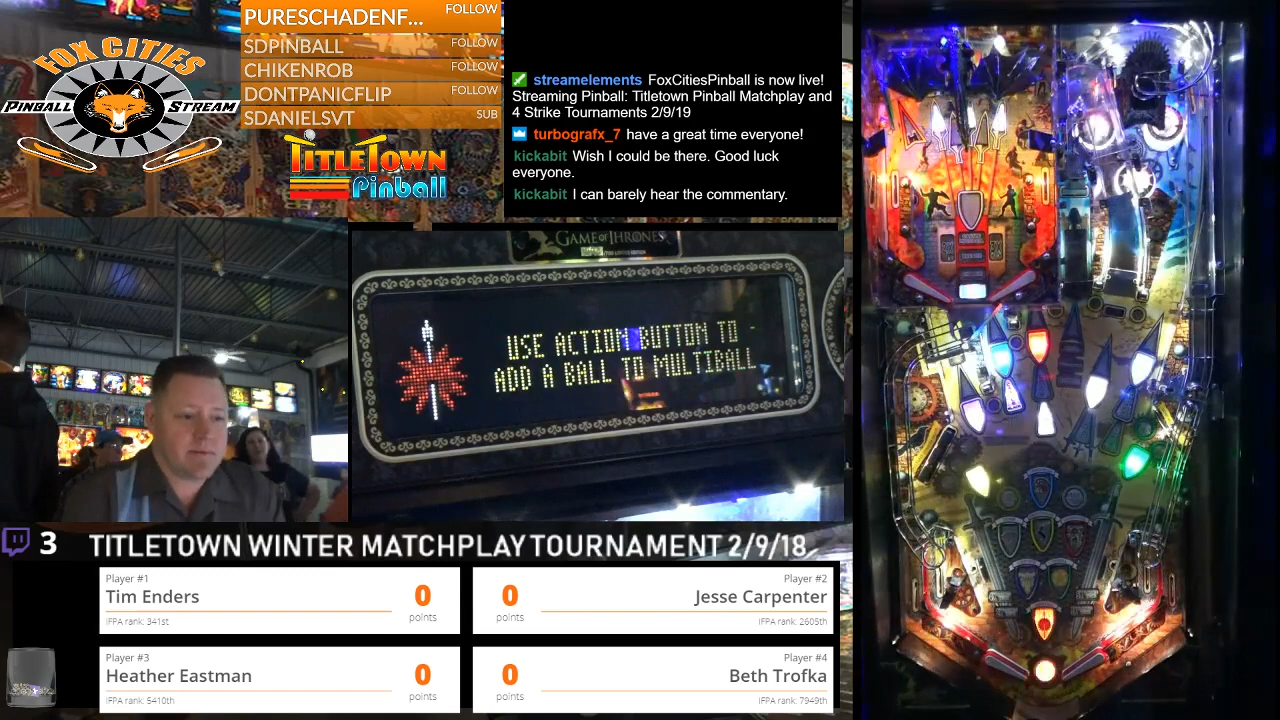 FOX CITIES
PINBALL STREAM
PURESCHADENF... FOLLOW
SDPINBALL FOLLOW
CHIKENROB FOLLOW
DONTPANICFLIP FOLLOW
SDANIELSVT SUB
TITLETOWN
Pinball
streamelements FoxCitiesPinball is now live!
Streaming Pinball: Titletown Pinball Matchplay and
4 Strike Tournaments 2/9/19
turbografx_7 have a great time everyone!
kickabit Wish I could be there. Good luck
everyone.
kickabit I can barely hear the commentary.
GAME OF THRONES
USE ACTION BUTTON TO
ADD A BALL TO MULTIBALL
3 TITLETOWN WINTER MATCHPLAY TOURNAMENT 2/9/18
Player #1
Tim Enders
IFPA rank: 341st
0
points
0
points
Player #2
Jesse Carpenter
IFPA rank: 2605th
Player #3
Heather Eastman
IFPA rank: 5410th
0
points
0
points
Player #4
Beth Trofka
IFPA rank: 7949th